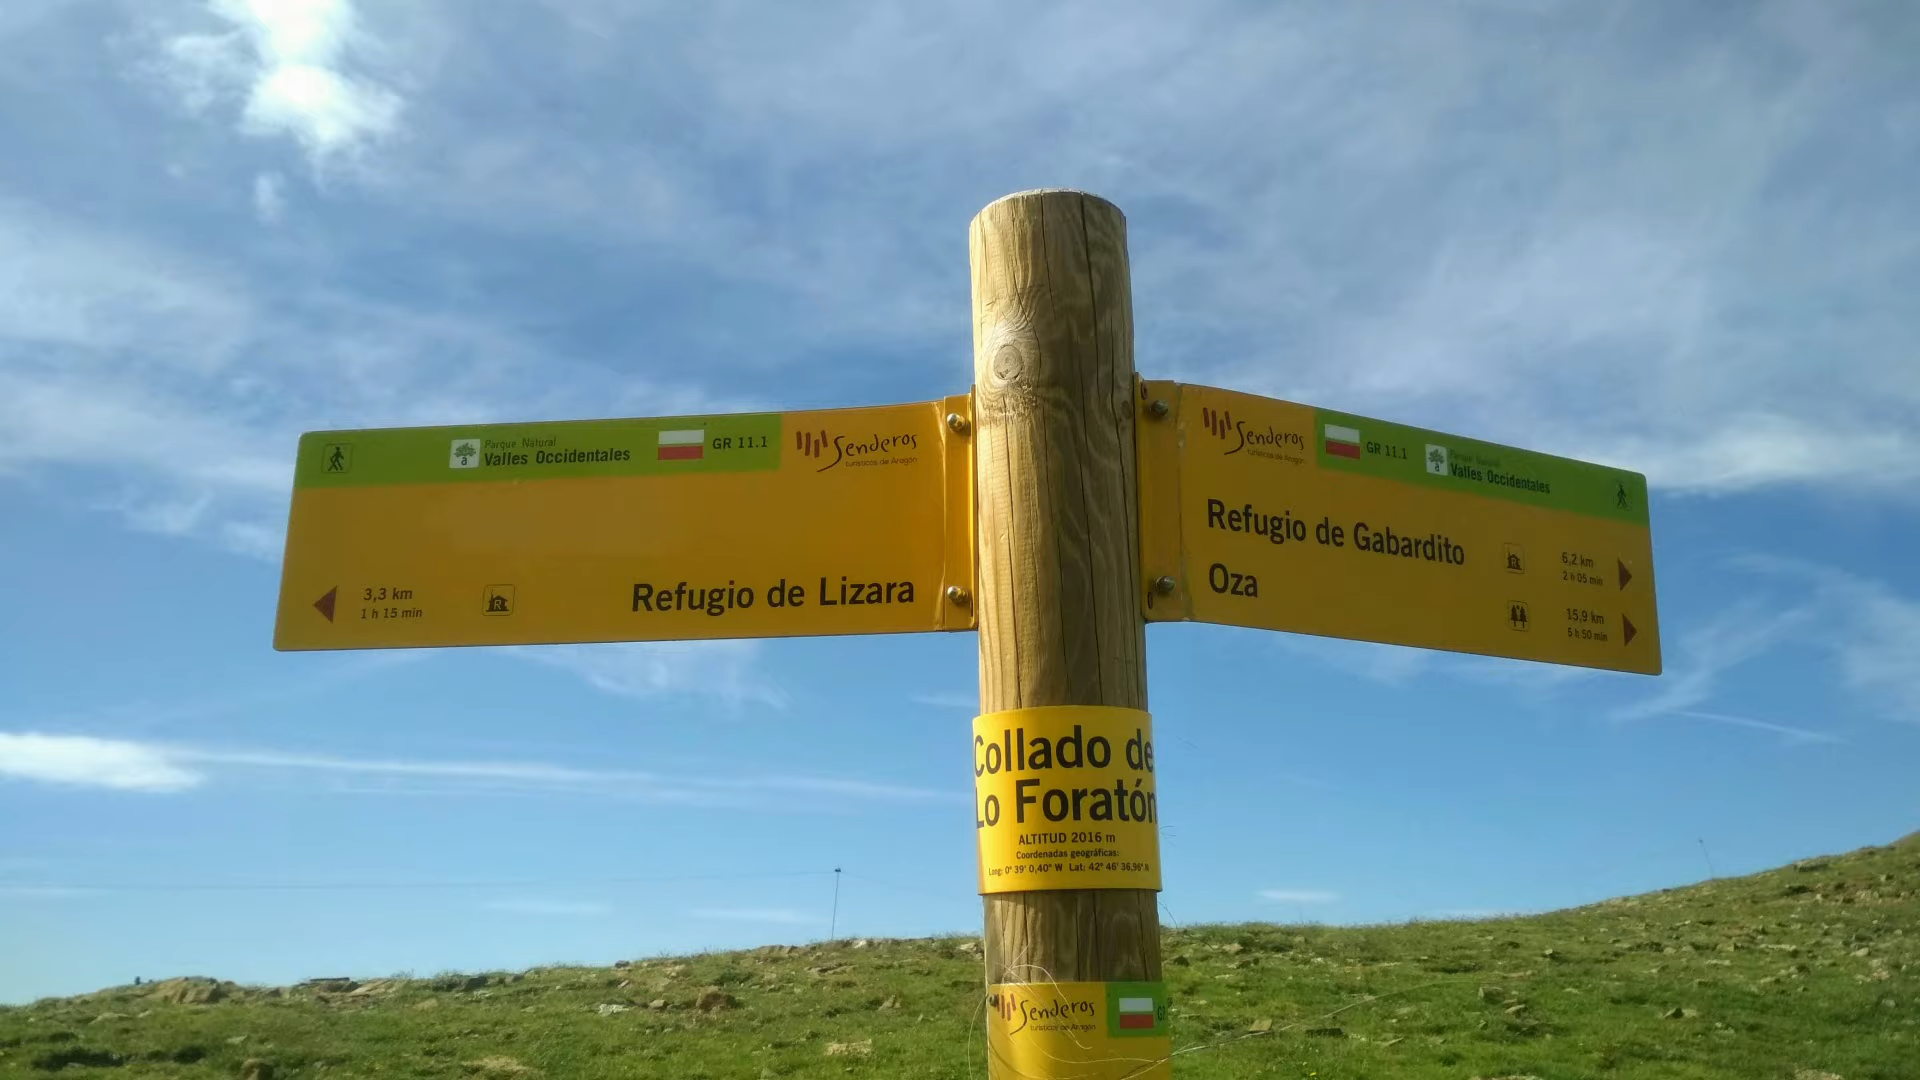 Parque Natural
Valles Occidentales
GR 11.1
Senderos
turísticos de Aragón
3,3 km
1 h 15 min
R
Refugio de Lizara
Senderos
turísticos de Aragón
GR 11.1
Parque Natural
Valles Occidentales
Refugio de Gabardito
R
6,2 km
2 h 05 min
Oza
15,9 km
5 h 50 min
Collado de
Lo Foratón
ALTITUD 2016 m
Coordenadas geográficas:
Long: 0° 39' 0,40" W Lat: 42° 46' 36,96" N
Senderos
turísticos de Aragón